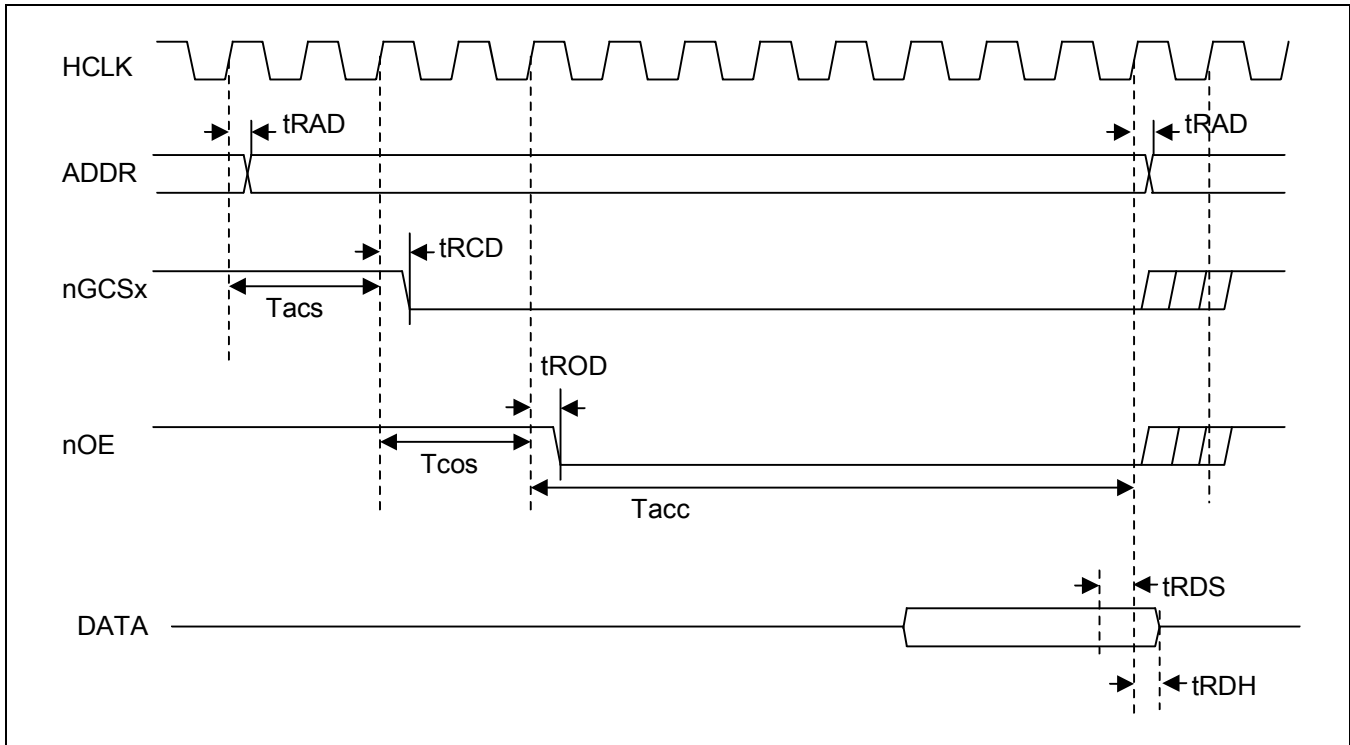 HCLK
tRAD
tRAD
ADDR
tRCD
nGCSx
Tacs
tROD
nOE
Tcos
Tacc
tRDS
DATA
tRDH